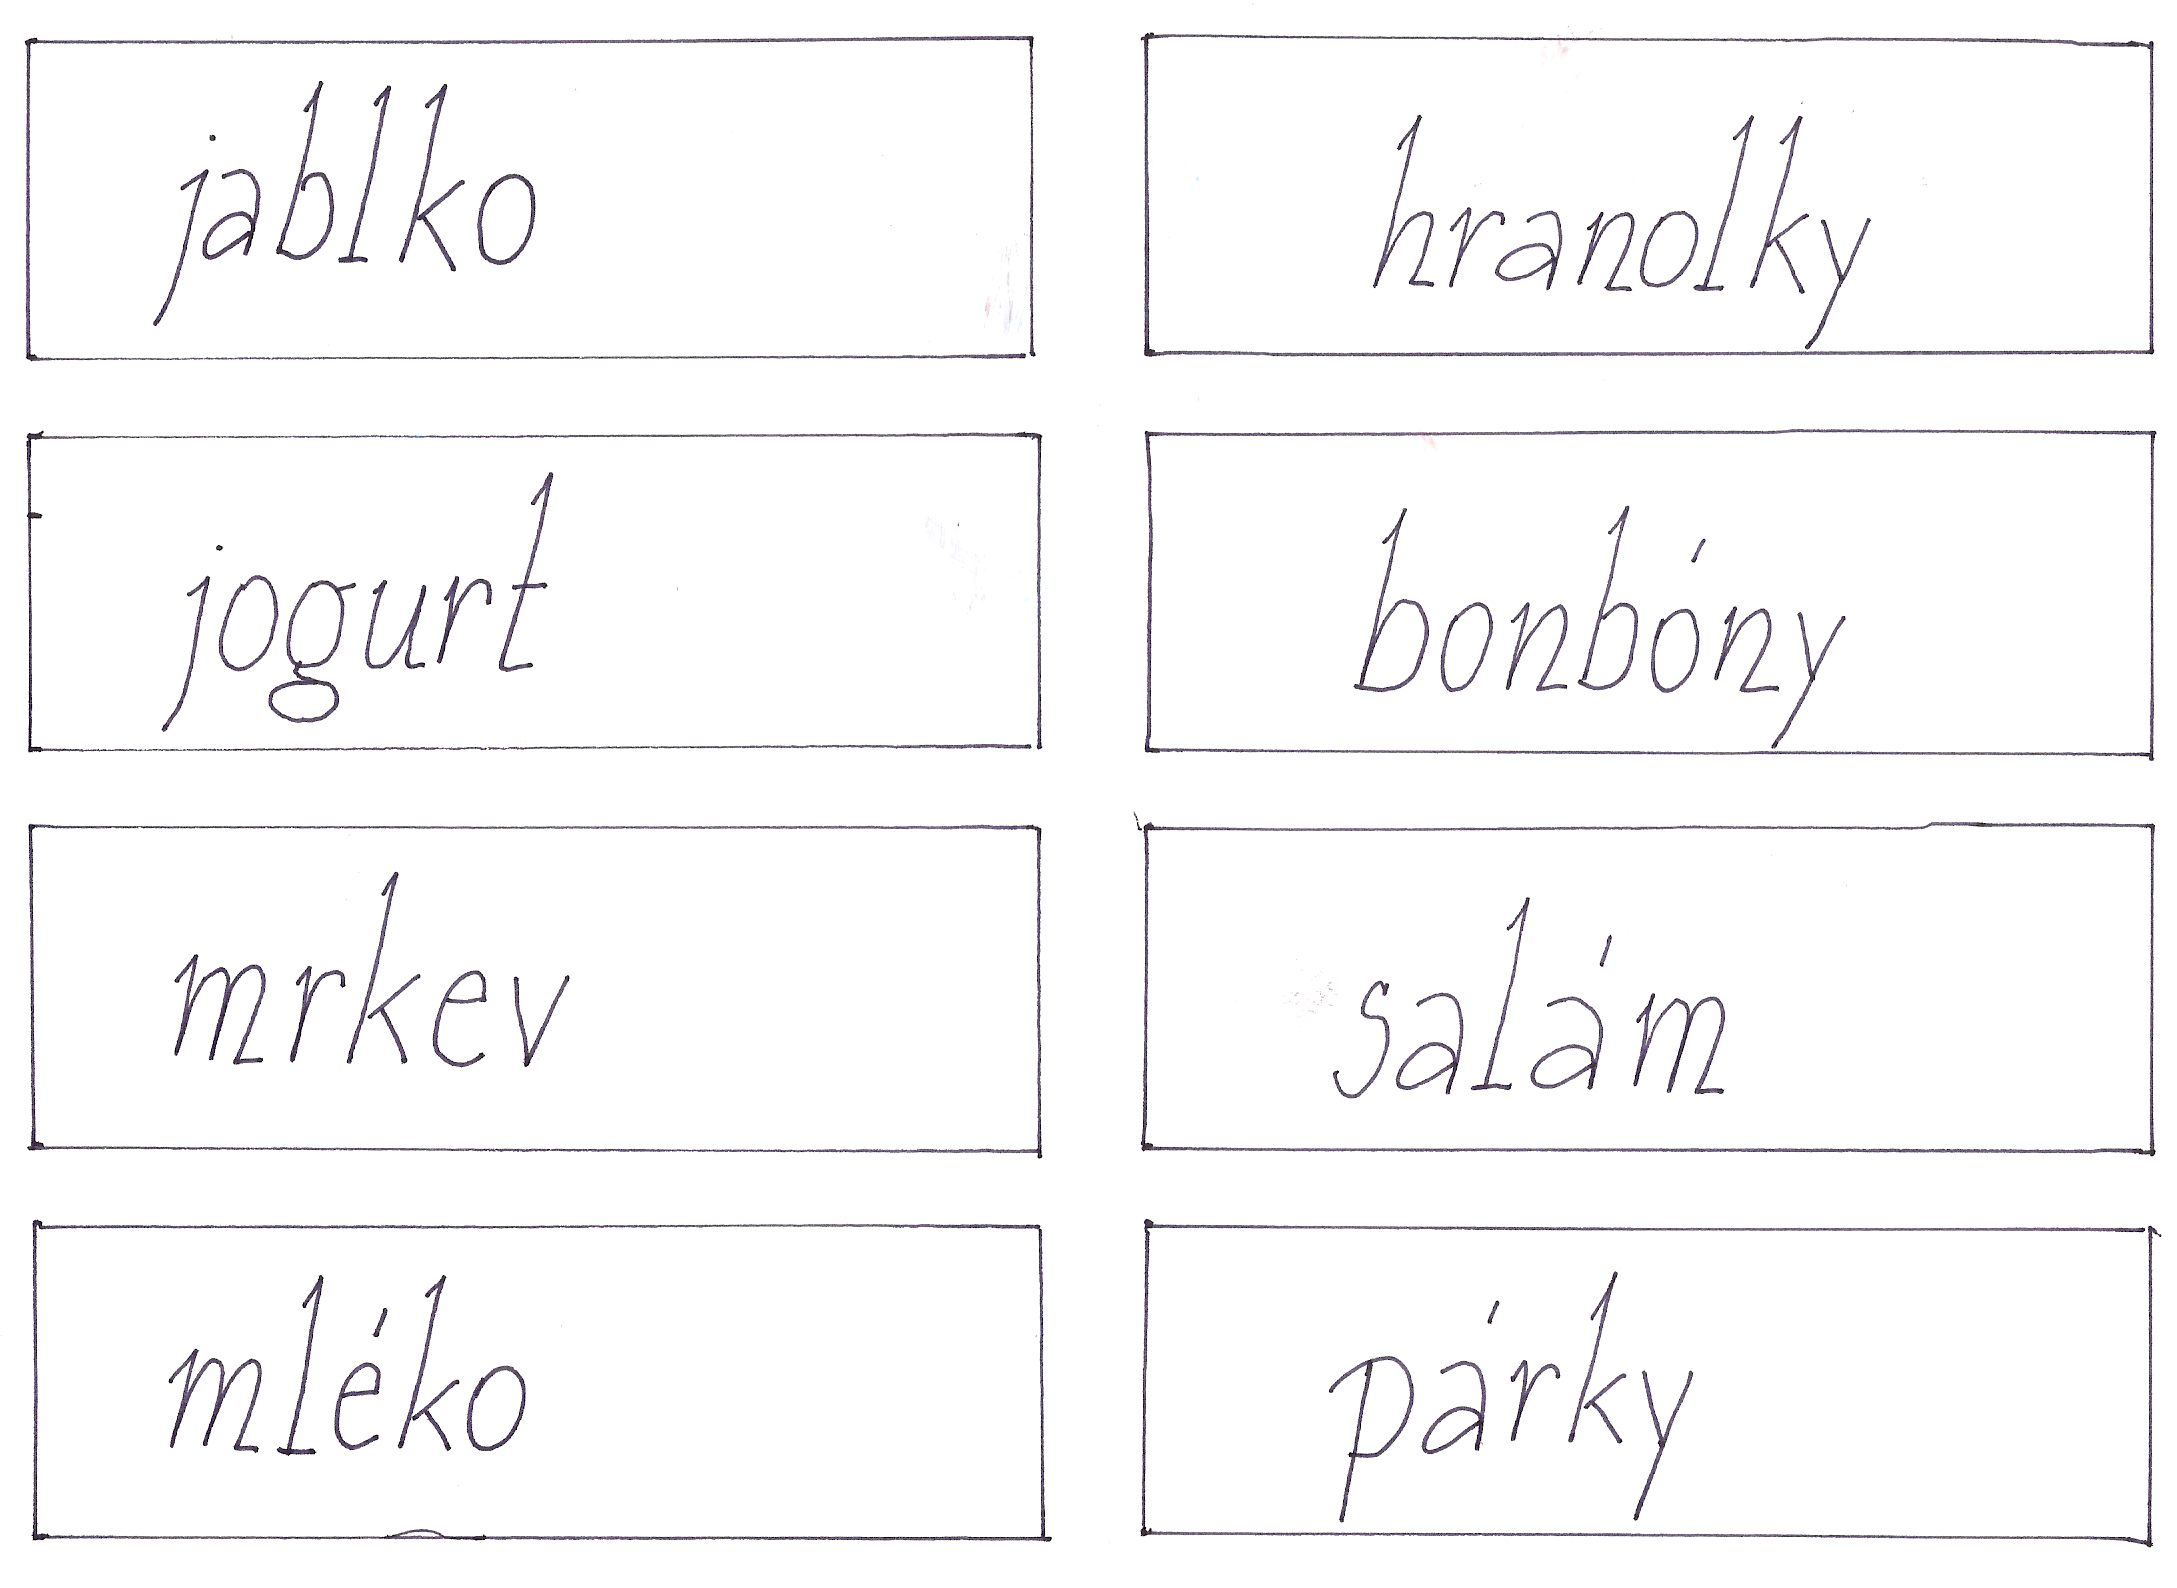 jablko
hranolky
jogurt
bonbóny
mrkev
salám
mléko
párky